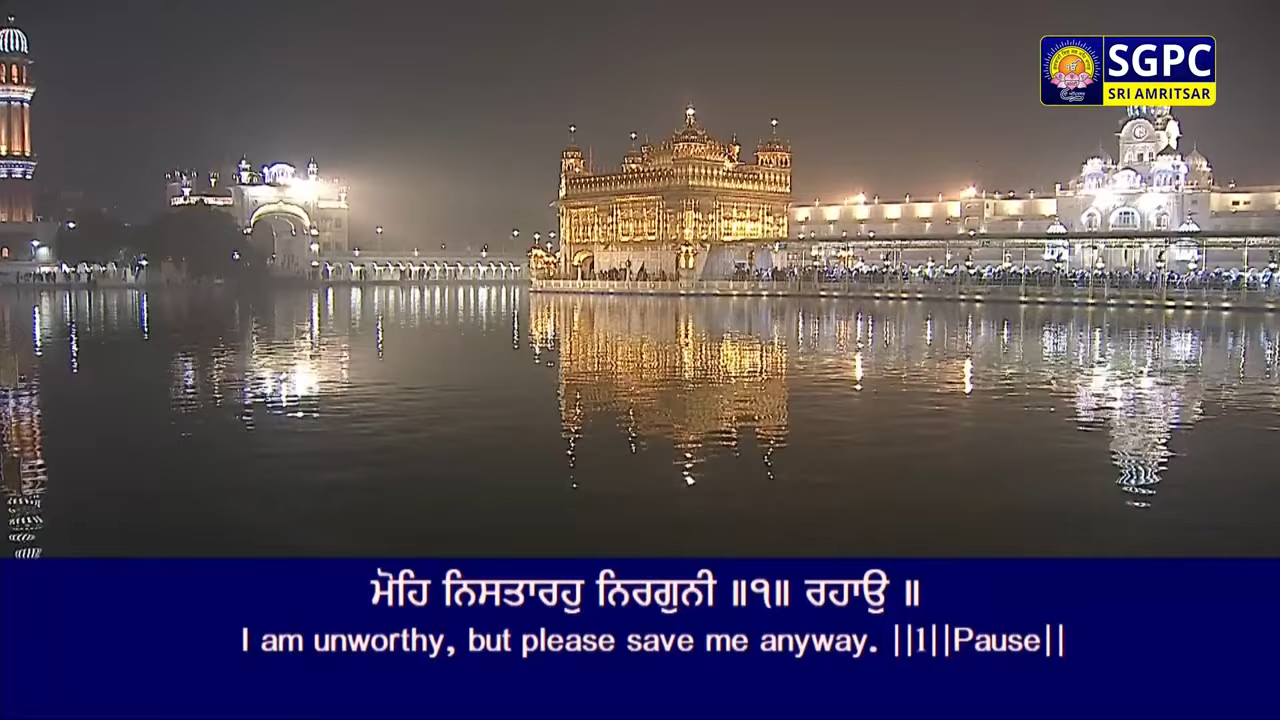 SGPC
SRI AMRITSAR
ਮੋਹਿ ਨਿਸਤਾਰਹੁ ਨਿਰਗੁਨੀ ॥੧॥ ਰਹਾਉ ॥
I am unworthy, but please save me anyway. ||1||Pause||